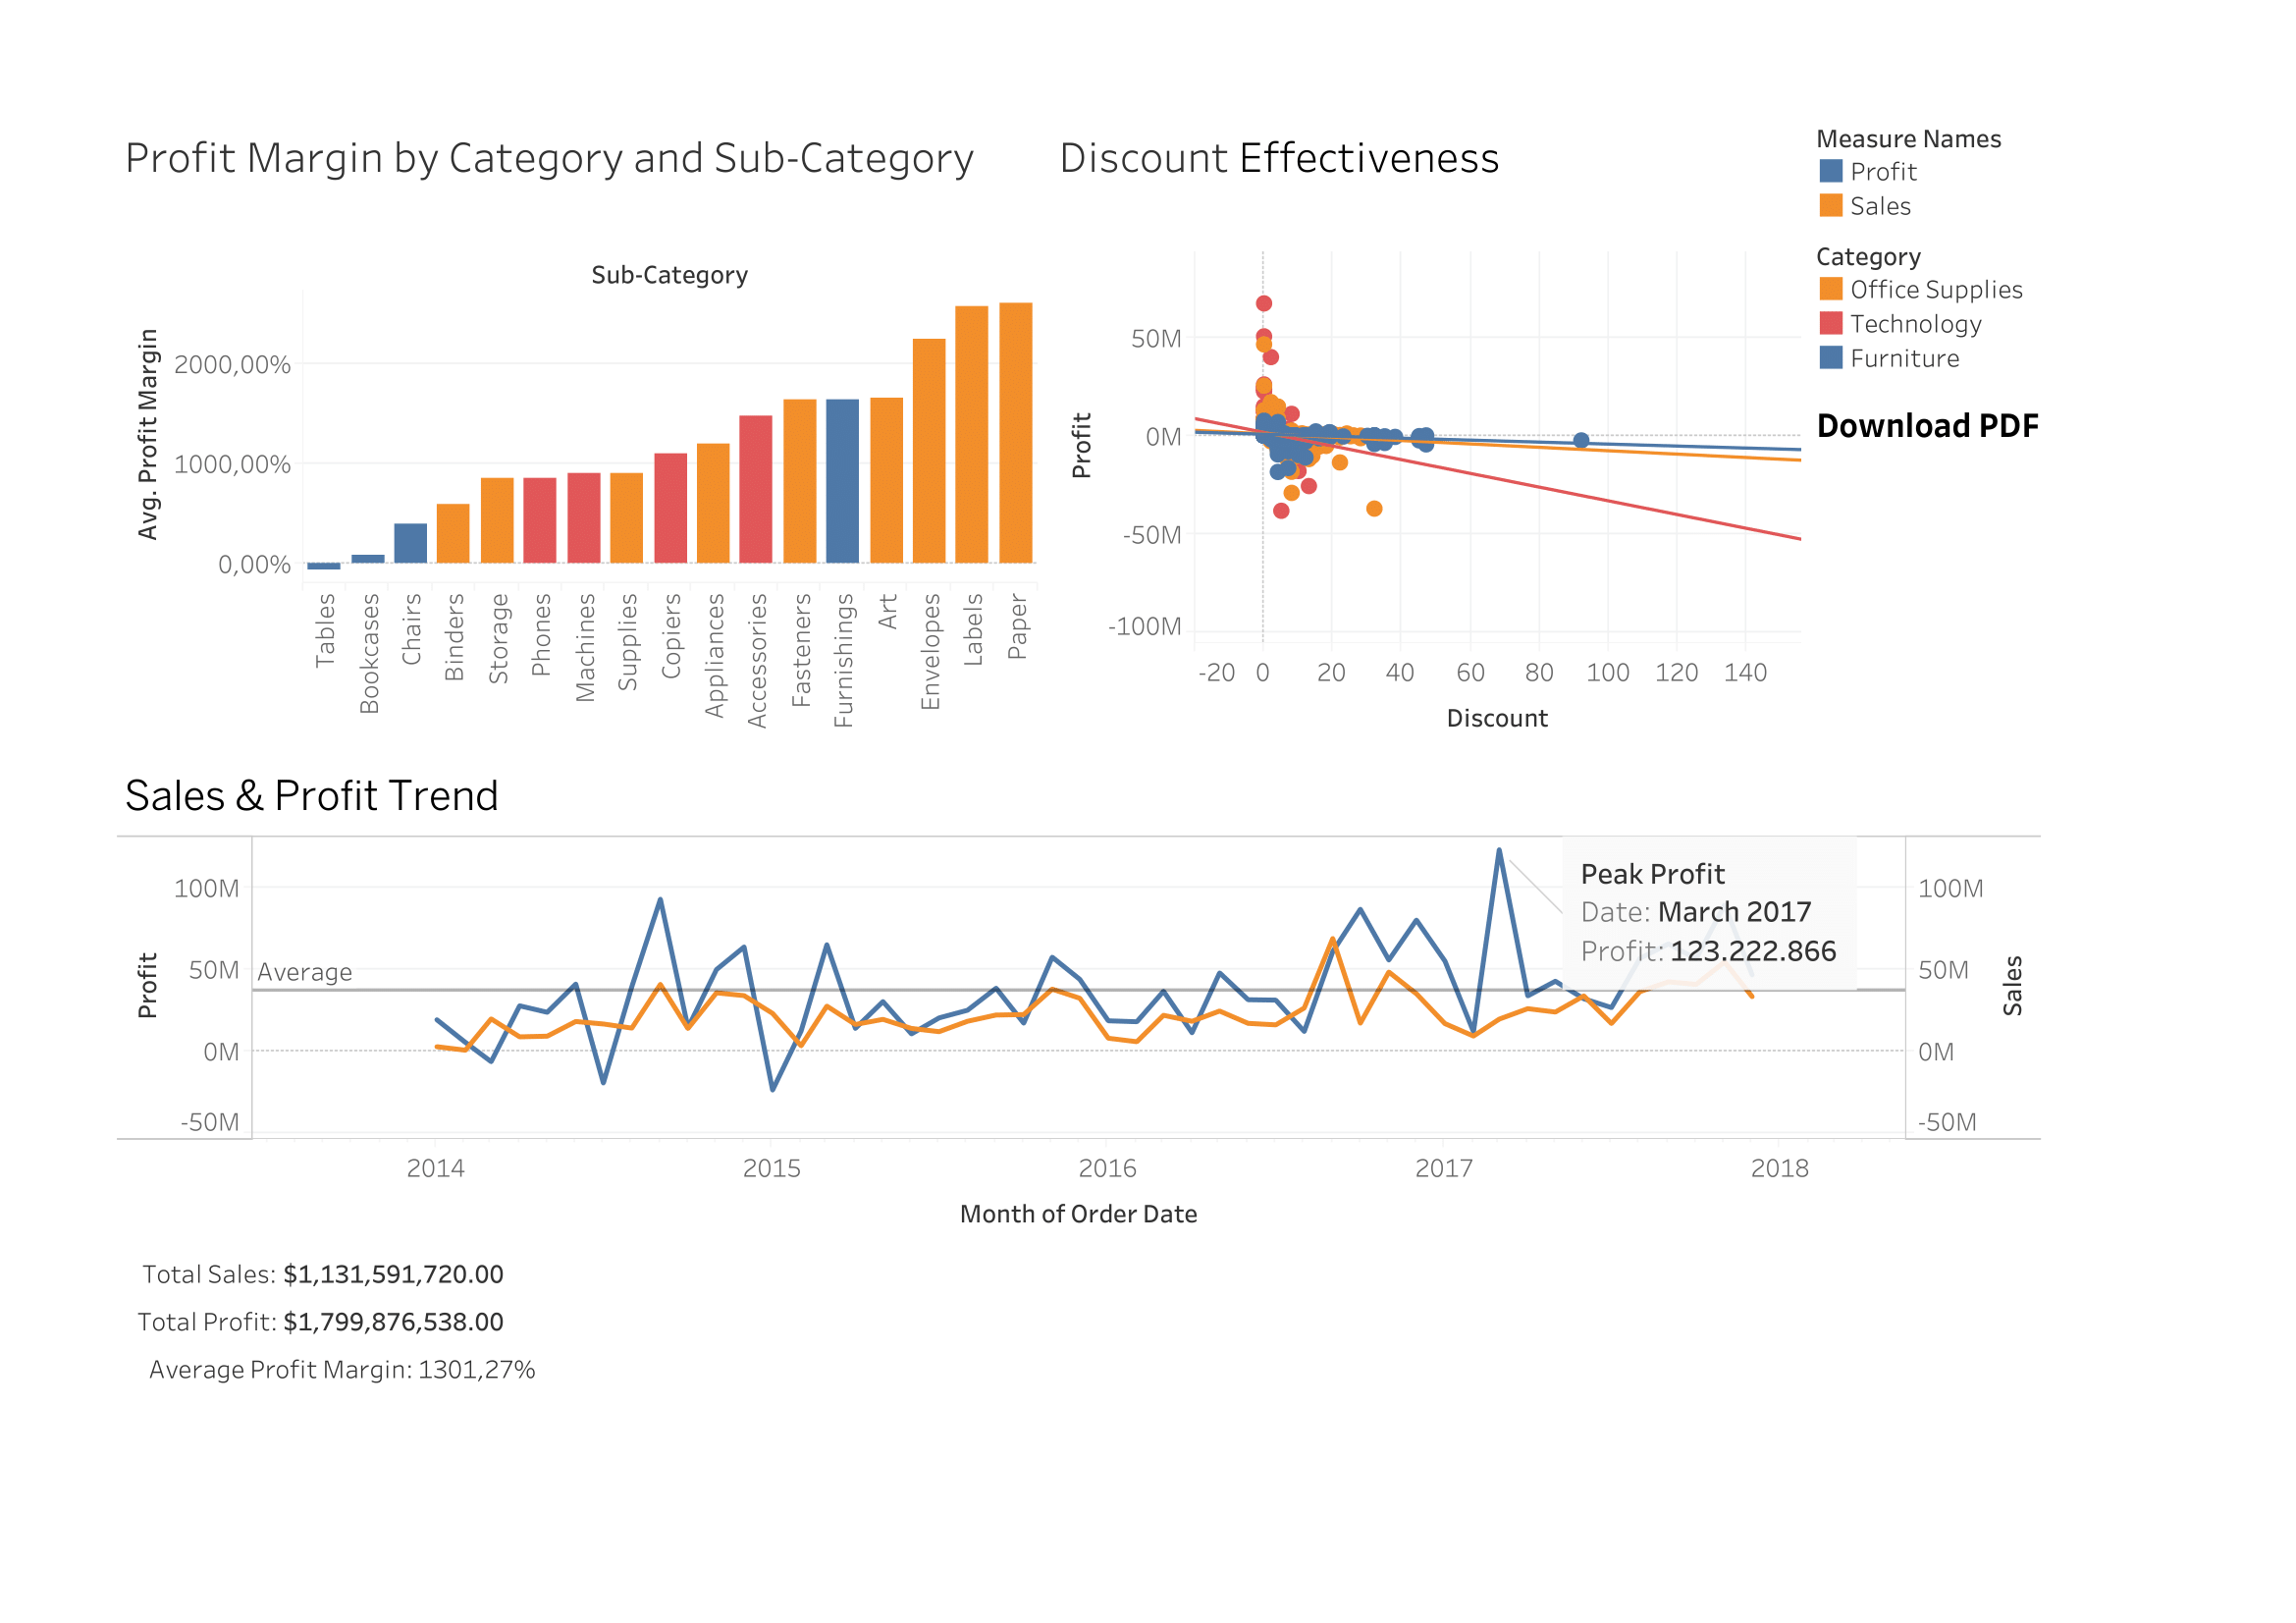 Profit Margin by Category and Sub-Category
Sub-Category
Avg. Profit Margin
2000,00%
1000,00%
0,00%
Tables
Bookcases
Chairs
Binders
Storage
Phones
Machines
Supplies
Copiers
Appliances
Accessories
Fasteners
Furnishings
Art
Envelopes
Labels
Paper
Discount Effectiveness
Profit
50M
0M
-50M
-100M
-20 0 20 40 60 80 100 120 140
Discount
Measure Names
Profit
Sales
Category
Office Supplies
Technology
Furniture
Download PDF
Sales & Profit Trend
Profit
100M
50M
0M
-50M
Average
Peak Profit
Date: March 2017
Profit: 123.222.866
100M
50M
0M
-50M
Sales
2014 2015 2016 2017 2018
Month of Order Date
Total Sales: $1,131,591,720.00
Total Profit: $1,799,876,538.00
Average Profit Margin: 1301,27%